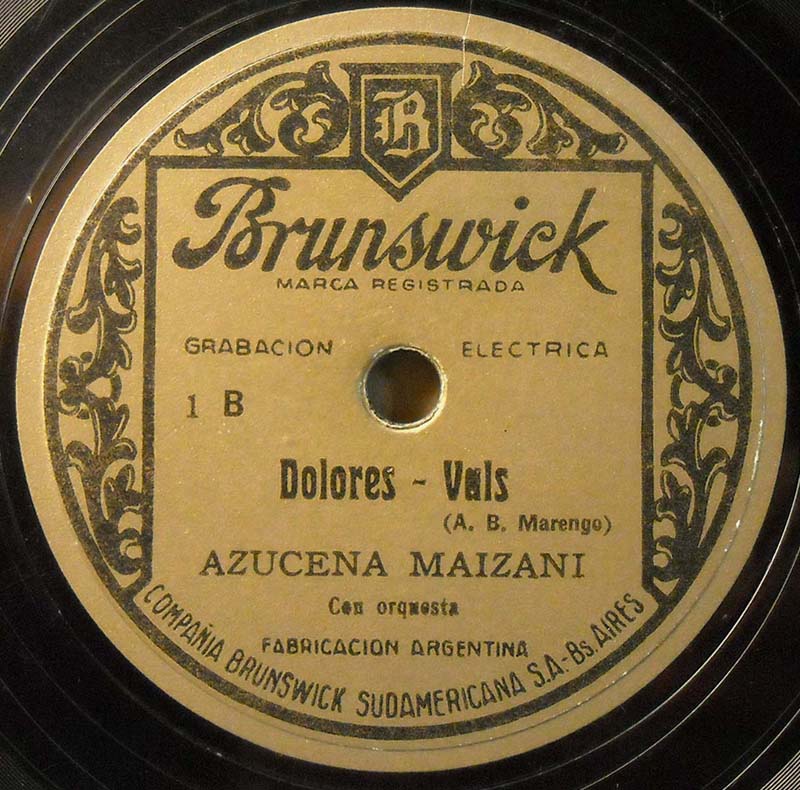 B
Brunswick
MARCA REGISTRADA
GRABACION ELECTRICA
1 B
Dolores - Vals
(A. B. Marengo)
AZUCENA MAIZANI
Con orquesta
FABRICACION ARGENTINA
COMPAÑIA BRUNSWICK SUDAMERICANA S.A.-Bs. AIRES